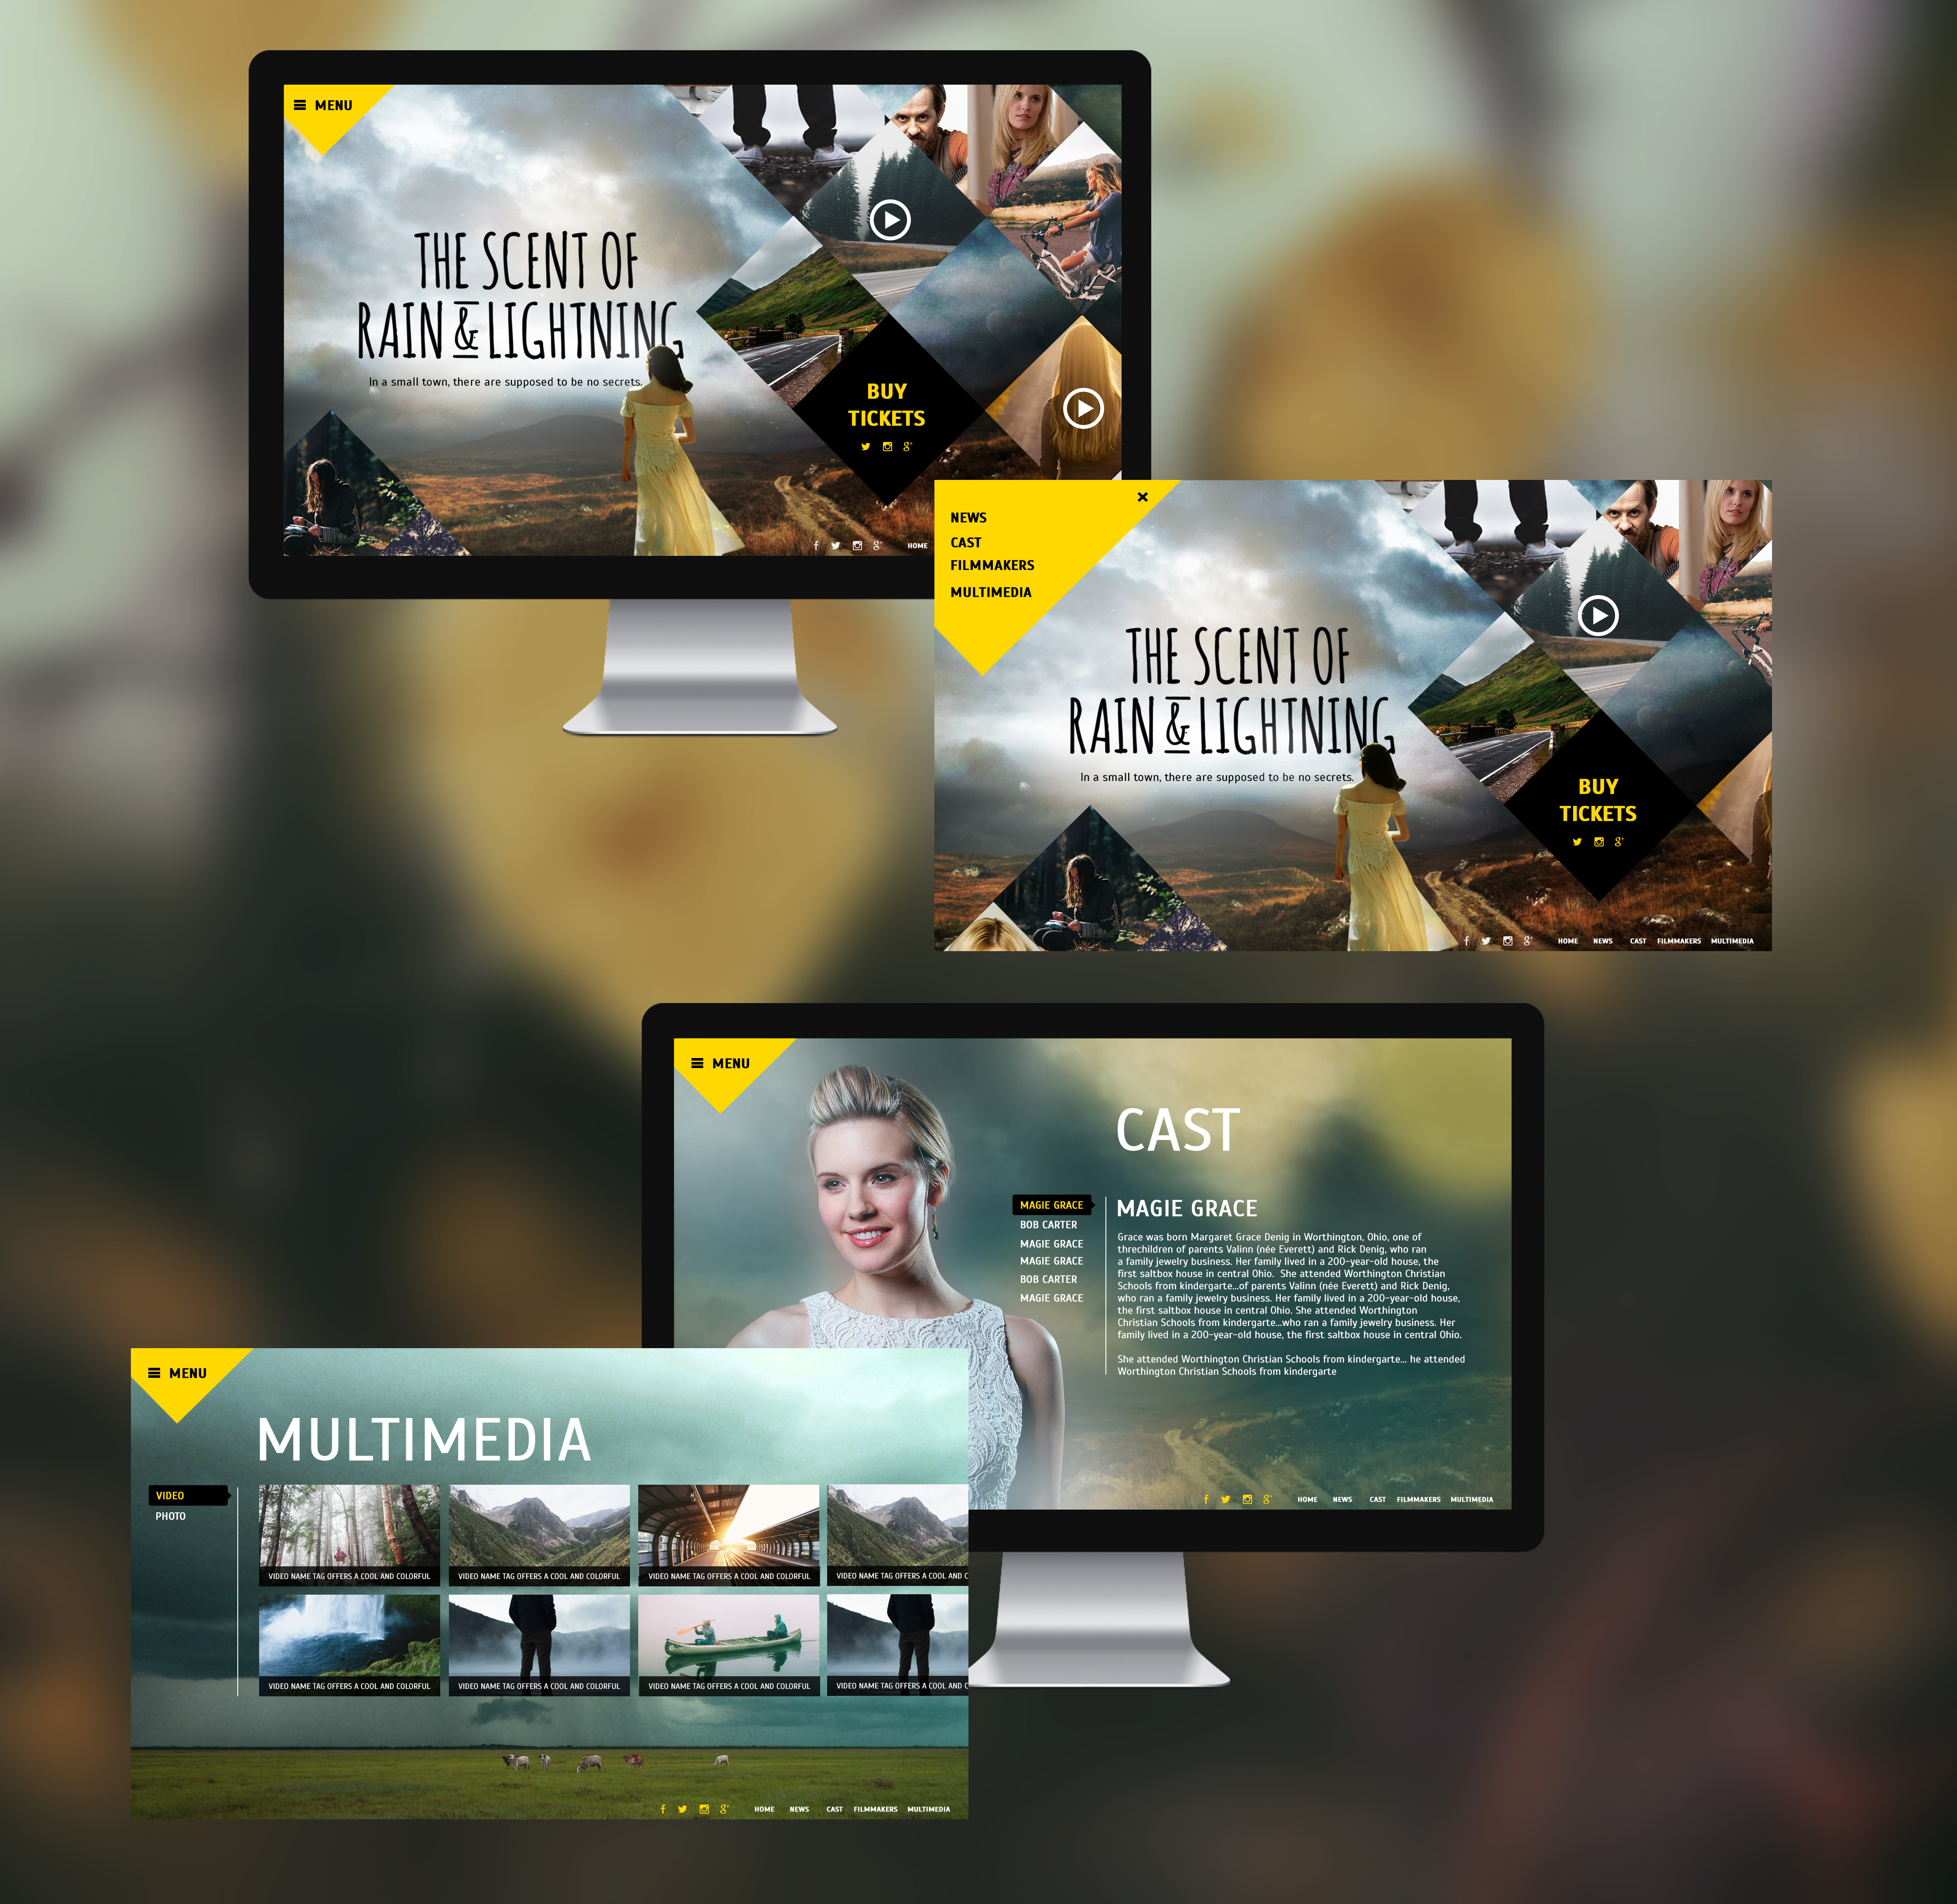 MENU
THE SCENT OF
RAIN & LIGHTNING
In a small town, there are supposed to be no secrets.
BUY
TICKETS
HOME
NEWS
CAST
FILMMAKERS
MULTIMEDIA
THE SCENT OF
RAIN & LIGHTNING
In a small town, there are supposed to be no secrets.
BUY
TICKETS
HOME NEWS CAST FILMMAKERS MULTIMEDIA
MENU
CAST
MAGIE GRACE
BOB CARTER
MAGIE GRACE
MAGIE GRACE
BOB CARTER
MAGIE GRACE
MAGIE GRACE
Grace was born Margaret Grace Denig in Worthington, Ohio, one of
threchildren of parents Valinn (née Everett) and Rick Denig, who ran
a family jewelry business. Her family lived in a 200-year-old house, the
first saltbox house in central Ohio. She attended Worthington Christian
Schools from kindergarte...of parents Valinn (née Everett) and Rick Denig,
who ran a family jewelry business. Her family lived in a 200-year-old house,
the first saltbox house in central Ohio. She attended Worthington
Christian Schools from kindergarte...who ran a family jewelry business. Her
family lived in a 200-year-old house, the first saltbox house in central Ohio.
She attended Worthington Christian Schools from kindergarte... he attended
Worthington Christian Schools from kindergarte
HOME NEWS CAST FILMMAKERS MULTIMEDIA
MENU
MULTIMEDIA
VIDEO
PHOTO
VIDEO NAME TAG OFFERS A COOL AND COLORFUL
VIDEO NAME TAG OFFERS A COOL AND COLORFUL
VIDEO NAME TAG OFFERS A COOL AND COLORFUL
VIDEO NAME TAG OFFERS A COOL AND C
VIDEO NAME TAG OFFERS A COOL AND COLORFUL
VIDEO NAME TAG OFFERS A COOL AND COLORFUL
VIDEO NAME TAG OFFERS A COOL AND COLORFUL
VIDEO NAME TAG OFFERS A COOL AND C
HOME NEWS CAST FILMMAKERS MULTIMEDIA